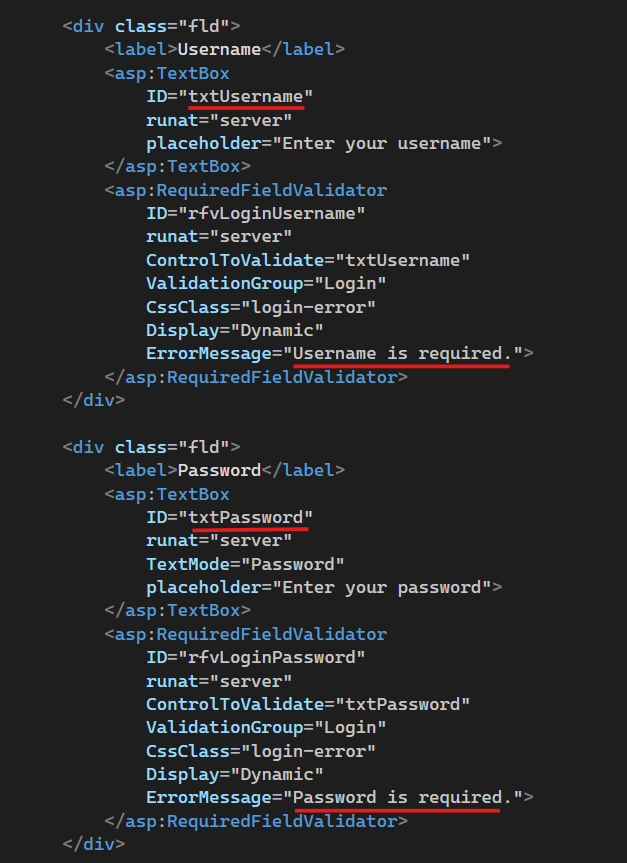 <div class="fld">
<label>Username</label>
<asp:TextBox
ID="txtUsername"
runat="server"
placeholder="Enter your username">
</asp:TextBox>
<asp:RequiredFieldValidator
ID="rfvLoginUsername"
runat="server"
ControlToValidate="txtUsername"
ValidationGroup="Login"
CssClass="login-error"
Display="Dynamic"
ErrorMessage="Username is required.">
</asp:RequiredFieldValidator>
</div>
<div class="fld">
<label>Password</label>
<asp:TextBox
ID="txtPassword"
runat="server"
TextMode="Password"
placeholder="Enter your password">
</asp:TextBox>
<asp:RequiredFieldValidator
ID="rfvLoginPassword"
runat="server"
ControlToValidate="txtPassword"
ValidationGroup="Login"
CssClass="login-error"
Display="Dynamic"
ErrorMessage="Password is required.">
</asp:RequiredFieldValidator>
</div>